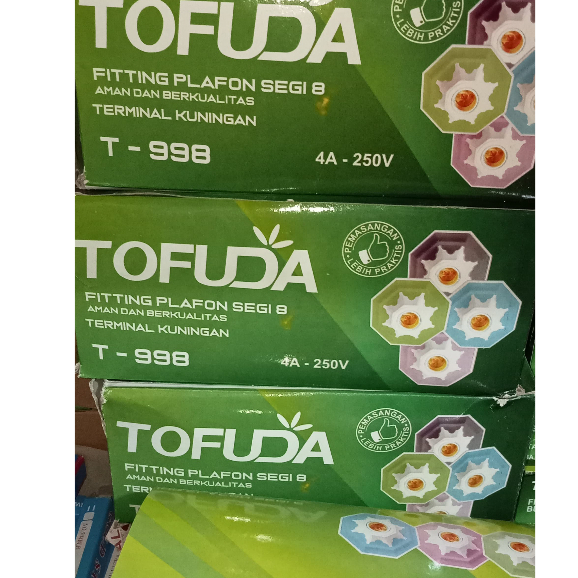 TOFUDA
LEBIH PRAKTIS
FITTING PLAFON SEGI 8
AMAN DAN BERKUALITAS
TERMINAL KUNINGAN
T - 998
4A - 250V
TOFUDA
PEMASANGAN
LEBIH PRAKTIS
FITTING PLAFON SEGI 8
AMAN DAN BERKUALITAS
TERMINAL KUNINGAN
T - 998
4A - 250V
TOFUDA
PEMASANGAN
LEBIH PRAKTIS
FITTING PLAFON SEGI 8
AMAN DAN BERKUALITAS